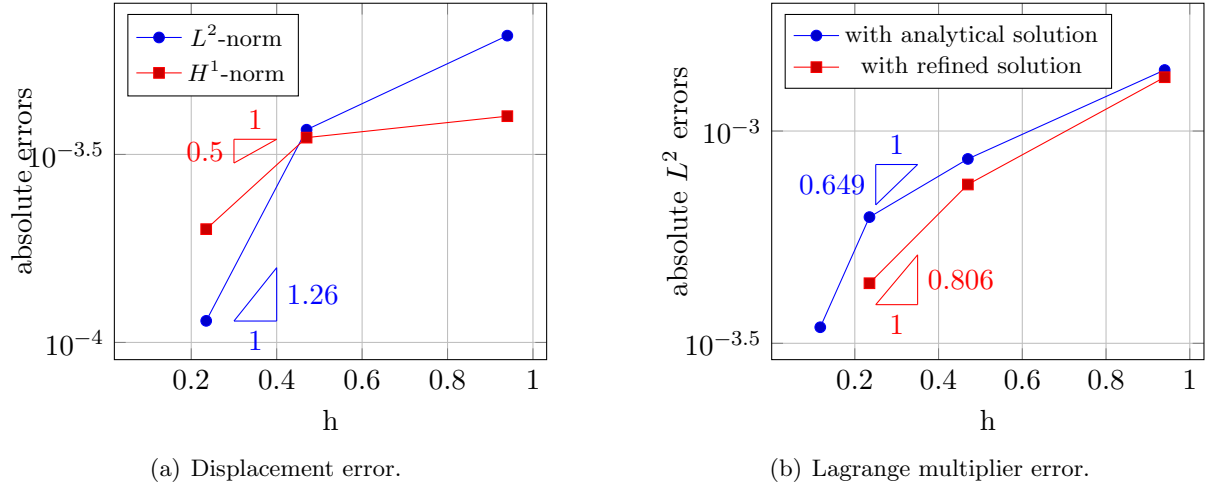 L²-norm
H¹-norm
absolute errors
10⁻³·⁵
10⁻⁴
1
0.5
1.26
1
0.2
0.4
0.6
0.8
1
h
(a) Displacement error.
with analytical solution
with refined solution
absolute L² errors
10⁻³
10⁻³·⁵
1
0.649
0.806
1
0.2
0.4
0.6
0.8
1
h
(b) Lagrange multiplier error.